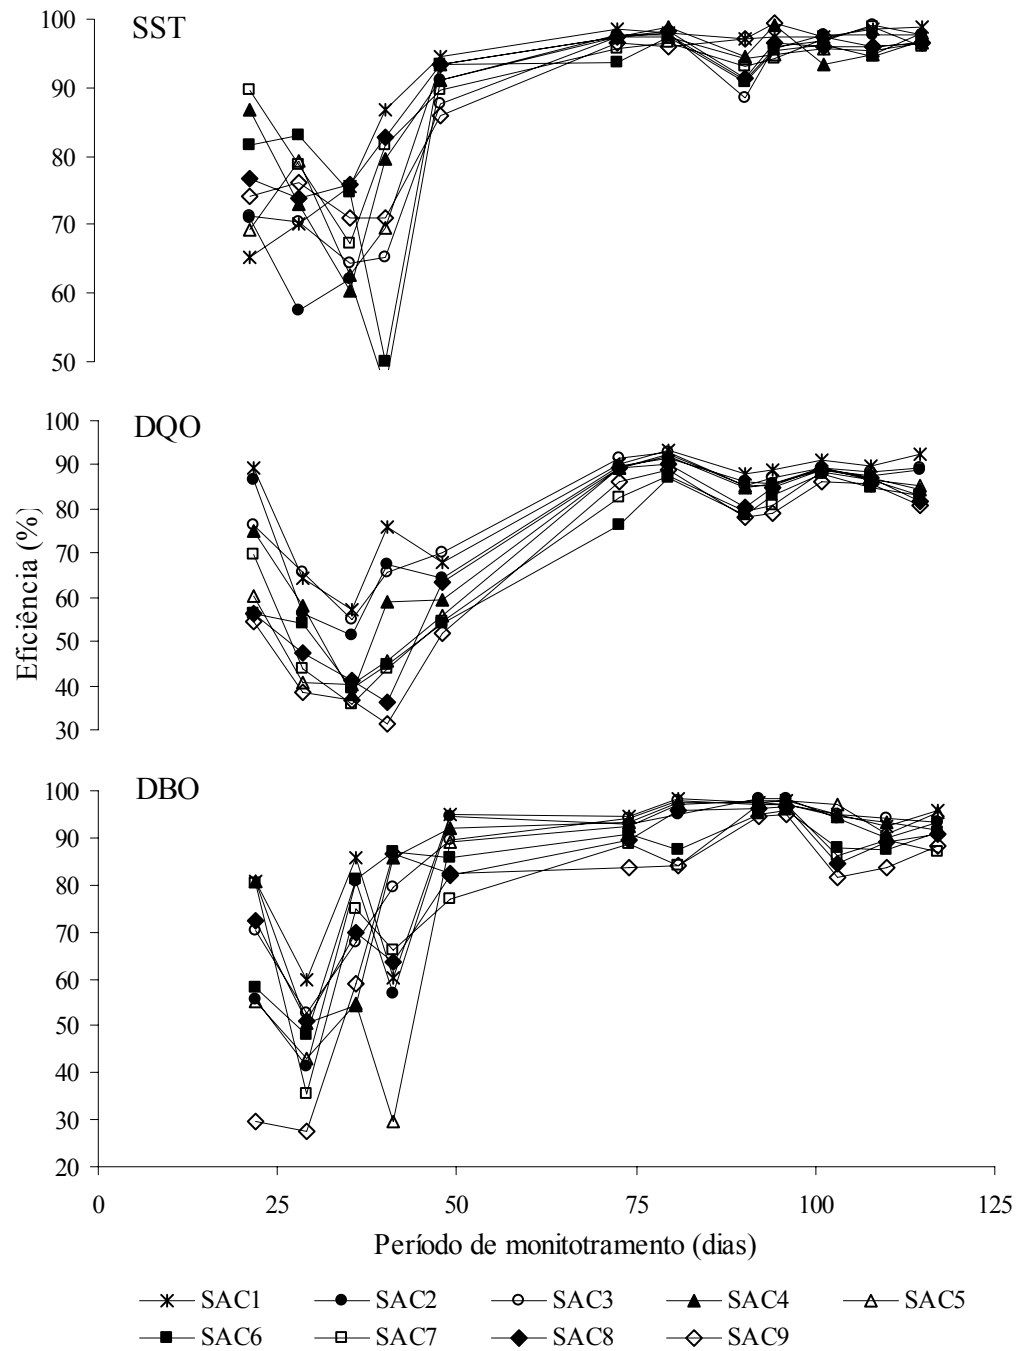 SST
100
90
80
70
60
50
DQO
100
90
80
70
60
50
40
30
Eficiência (%)
DBO
100
90
80
70
60
50
40
30
20
0 25 50 75 100 125
Período de monitotramento (dias)
SAC1 SAC2 SAC3 SAC4 SAC5
SAC6 SAC7 SAC8 SAC9